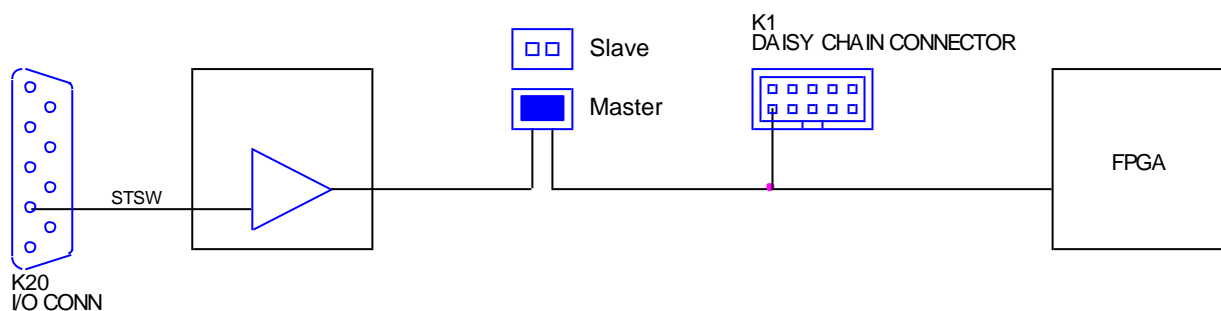 K1
DAISY CHAIN CONNECTOR
Slave
Master
FPGA
STSW
K20
I/O CONN